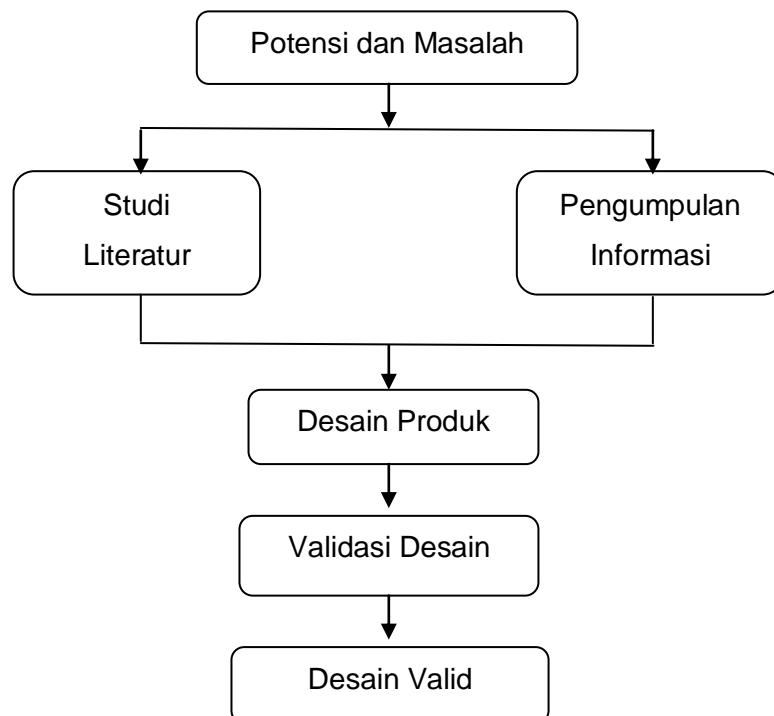 Potensi dan Masalah
Studi
Literatur
Pengumpulan
Informasi
Desain Produk
Validasi Desain
Desain Valid